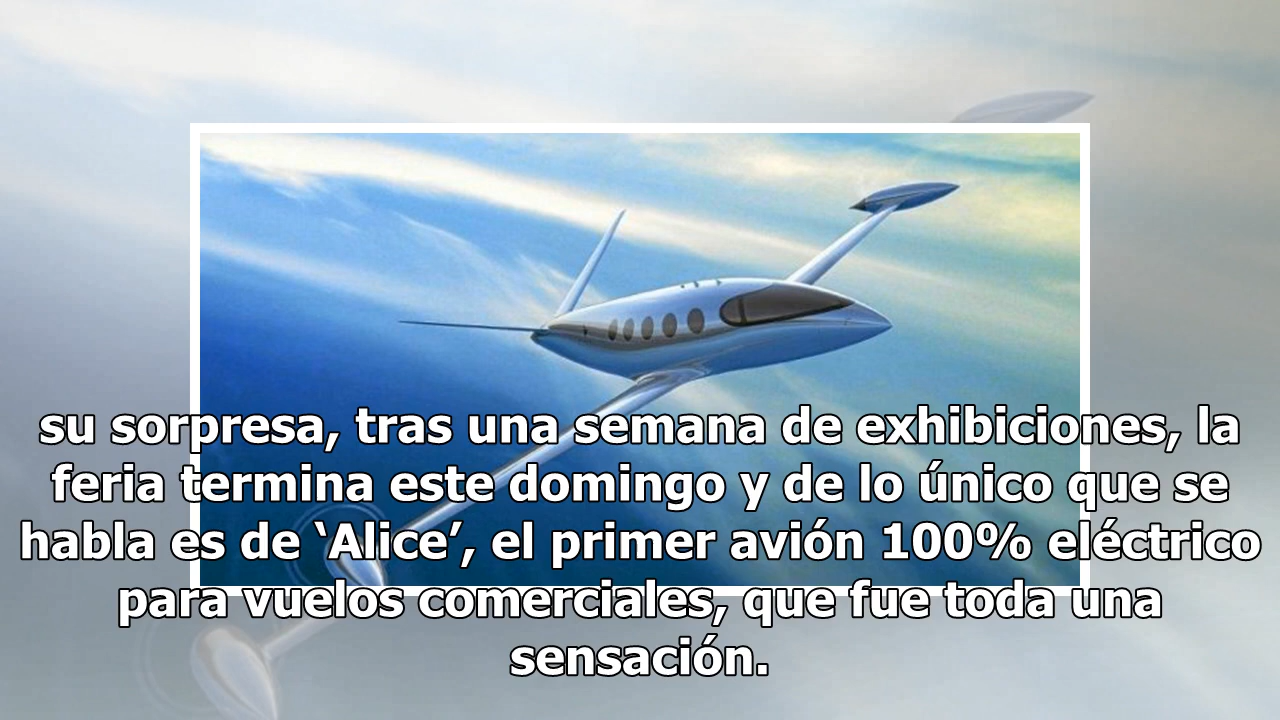 su sorpresa, tras una semana de exhibiciones, la
feria termina este domingo y de lo único que se
habla es de ‘Alice’, el primer avión 100% eléctrico
para vuelos comerciales, que fue toda una
sensación.